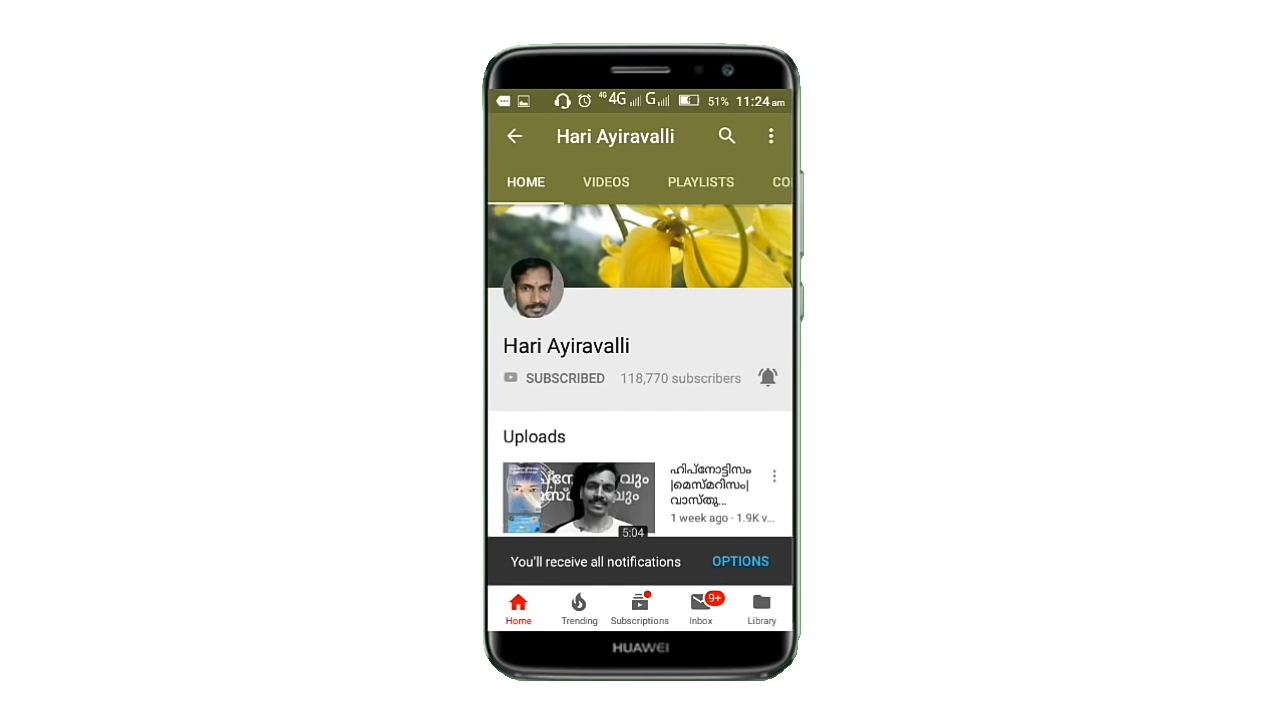 4G 4G G 51% 11:24 am
Hari Ayiravalli
HOME VIDEOS PLAYLISTS CO
Hari Ayiravalli
SUBSCRIBED 118,770 subscribers
Uploads
ഹിപ്നോട്ടിസം
|മെസ്മറിസം|
വാസ്തു...
1 week ago · 1.9K v...
5:04
You'll receive all notifications OPTIONS
9+
Home Trending Subscriptions Inbox Library
HUAWEI